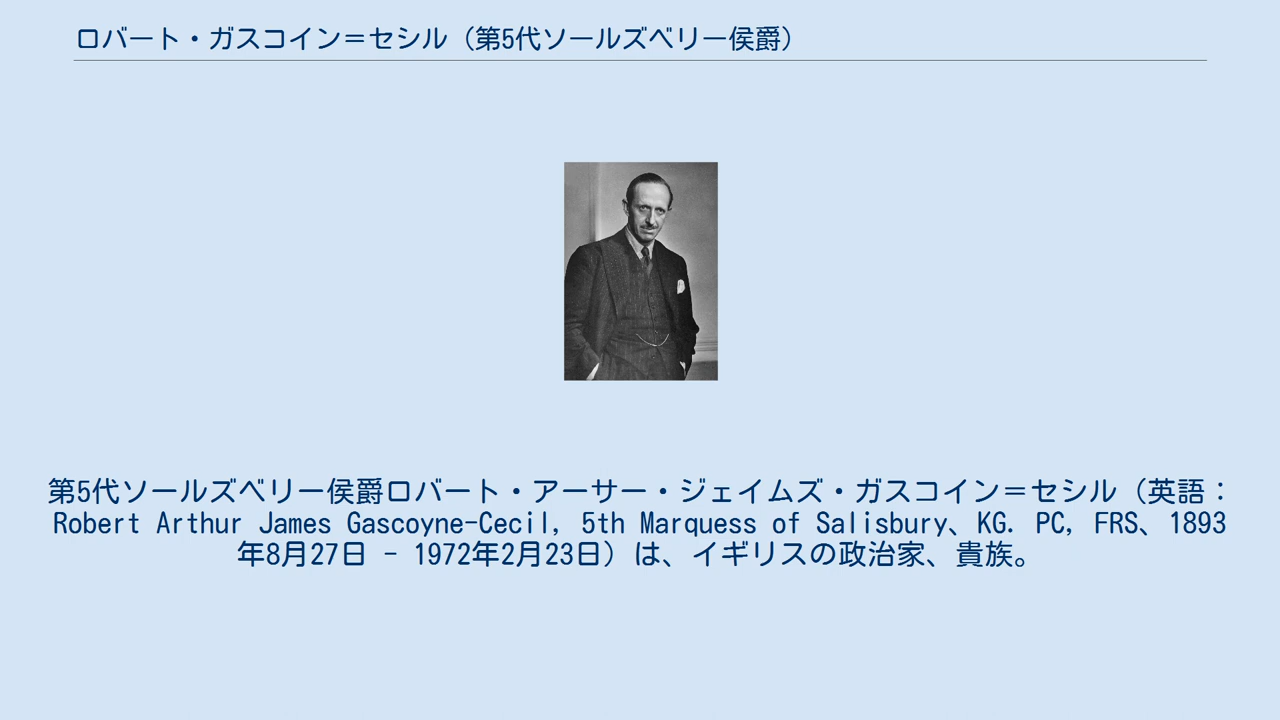 ロバート・ガスコイン＝セシル（第5代ソールズベリー侯爵）
第5代ソールズベリー侯爵ロバート・アーサー・ジェイムズ・ガスコイン＝セシル（英語：
Robert Arthur James Gascoyne-Cecil, 5th Marquess of Salisbury、KG. PC, FRS、1893
年8月27日 - 1972年2月23日）は、イギリスの政治家、貴族。